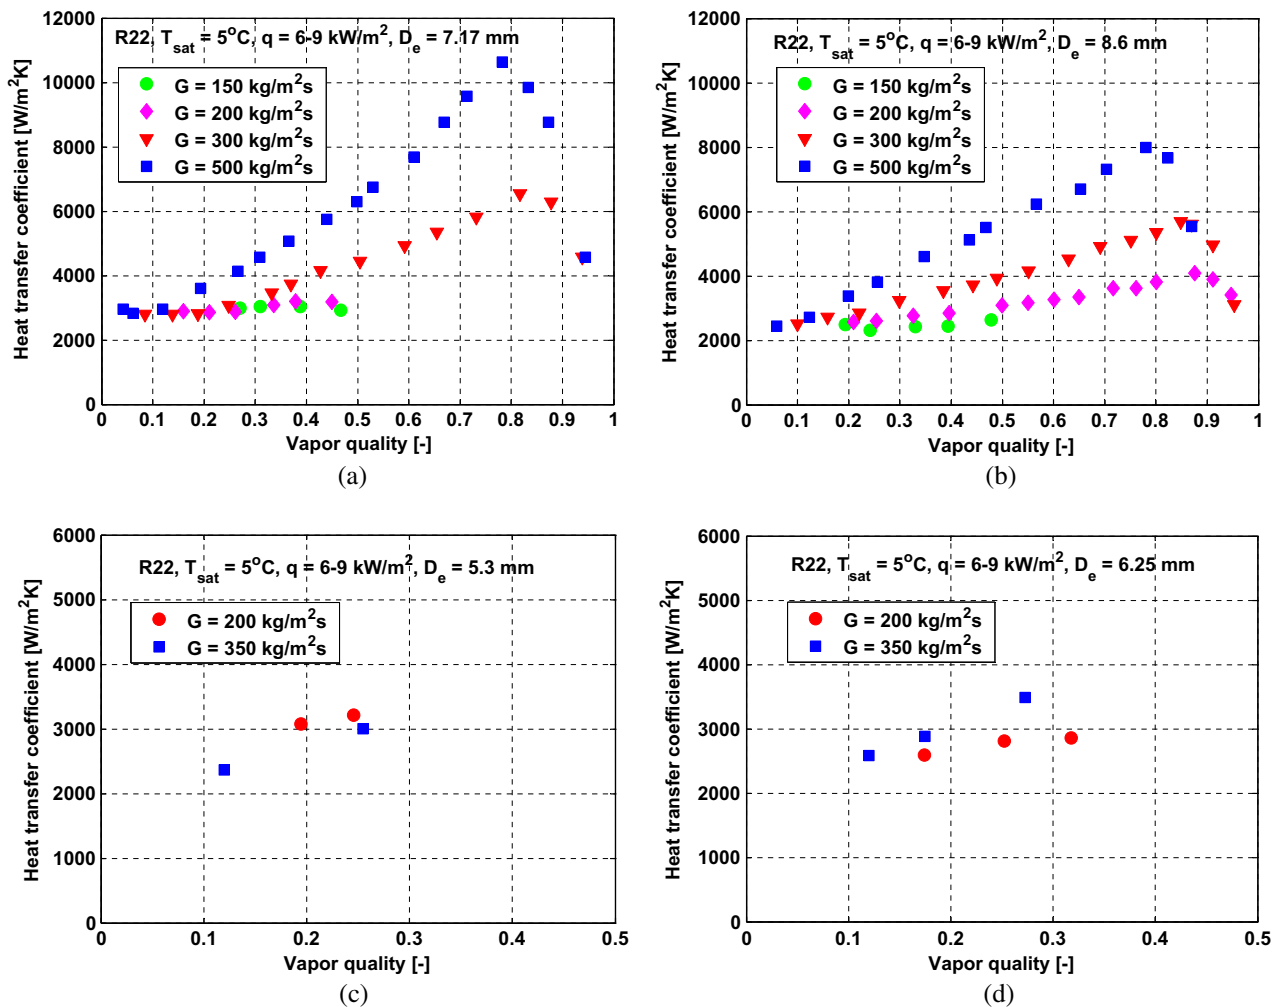 12000
10000
8000
6000
4000
2000
0
Heat transfer coefficient [W/m²K]
R22, T_sat = 5°C, q = 6-9 kW/m², D_e = 7.17 mm
G = 150 kg/m²s
G = 200 kg/m²s
G = 300 kg/m²s
G = 500 kg/m²s
0 0.1 0.2 0.3 0.4 0.5 0.6 0.7 0.8 0.9 1
Vapor quality [-]
(a)
12000
10000
8000
6000
4000
2000
0
Heat transfer coefficient [W/m²K]
R22, T_sat = 5°C, q = 6-9 kW/m², D_e = 8.6 mm
G = 150 kg/m²s
G = 200 kg/m²s
G = 300 kg/m²s
G = 500 kg/m²s
0 0.1 0.2 0.3 0.4 0.5 0.6 0.7 0.8 0.9 1
Vapor quality [-]
(b)
6000
5000
4000
3000
2000
1000
0
Heat transfer coefficient [W/m²K]
R22, T_sat = 5°C, q = 6-9 kW/m², D_e = 5.3 mm
G = 200 kg/m²s
G = 350 kg/m²s
0 0.1 0.2 0.3 0.4 0.5
Vapor quality [-]
(c)
6000
5000
4000
3000
2000
1000
0
Heat transfer coefficient [W/m²K]
R22, T_sat = 5°C, q = 6-9 kW/m², D_e = 6.25 mm
G = 200 kg/m²s
G = 350 kg/m²s
0 0.1 0.2 0.3 0.4 0.5
Vapor quality [-]
(d)